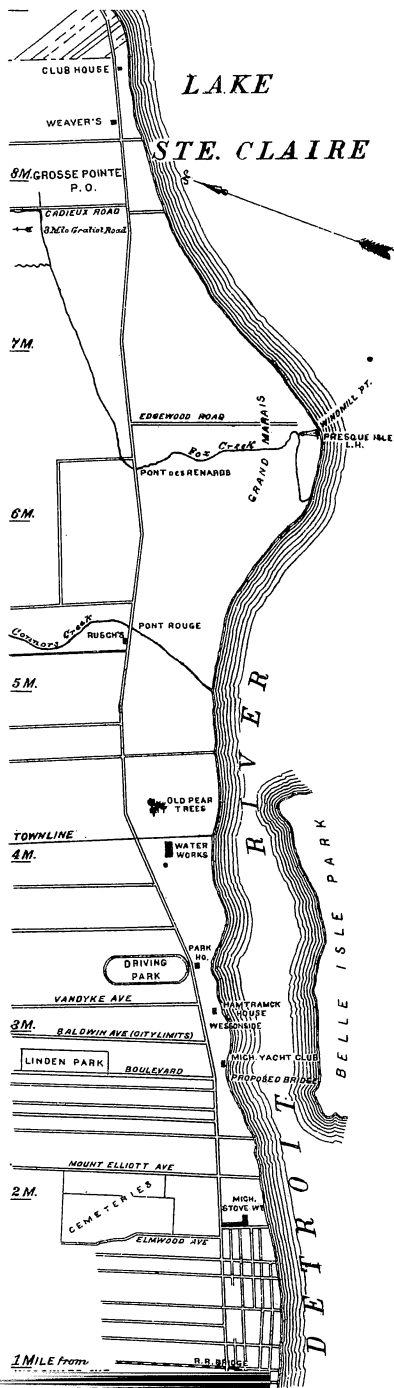 LAKE
STE. CLAIRE
CLUB HOUSE
WEAVER'S
8M. GROSSE POINTE
P.O.
CADIEUX ROAD
3 M. to Gratiot Road
7M.
EDGEWOOD ROAD
GRAND MARAIS
WINDMILL PT.
PRESQUE ISLE
L.H.
Fox Creek
PONT DES RENARDS
6M.
Connors Creek
PONT ROUGE
RUSCH'S
5M.
RIVER
OLD PEAR
TREES
TOWNLINE
4M.
WATER
WORKS
BELLE ISLE PARK
PARK
HO.
DRIVING
PARK
VANDYKE AVE
HAMTRAMCK
HOUSE
3M.
WESSONSIDE
BALDWIN AVE (CITY LIMITS)
LINDEN PARK
MICH. YACHT CLUB
BOULEVARD
PROPOSED BRIDGE
DETROIT
MOUNT ELLIOTT AVE
2M.
CEMETERIES
MICH.
STOVE WS
ELMWOOD AVE
1 MILE from
R.R. BRIDGE